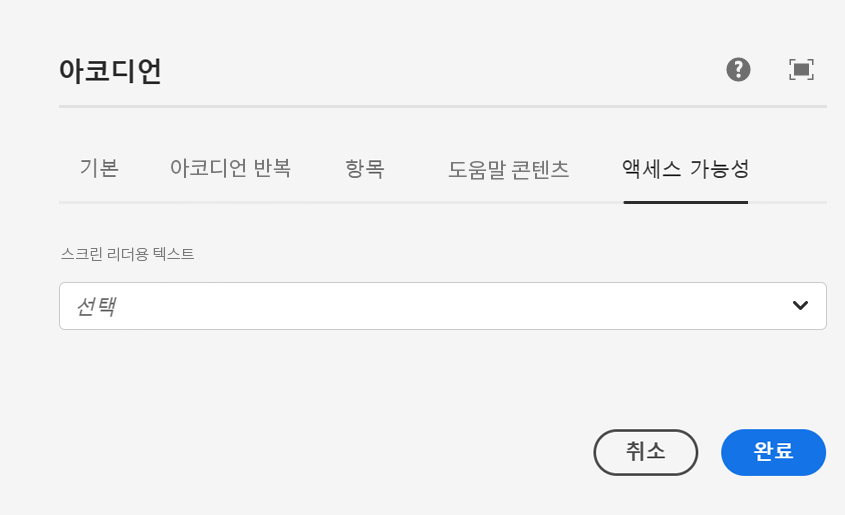 아코디언
기본 아코디언 반복 항목 도움말 콘텐츠 액세스 가능성
스크린 리더용 텍스트
선택
취소 완료